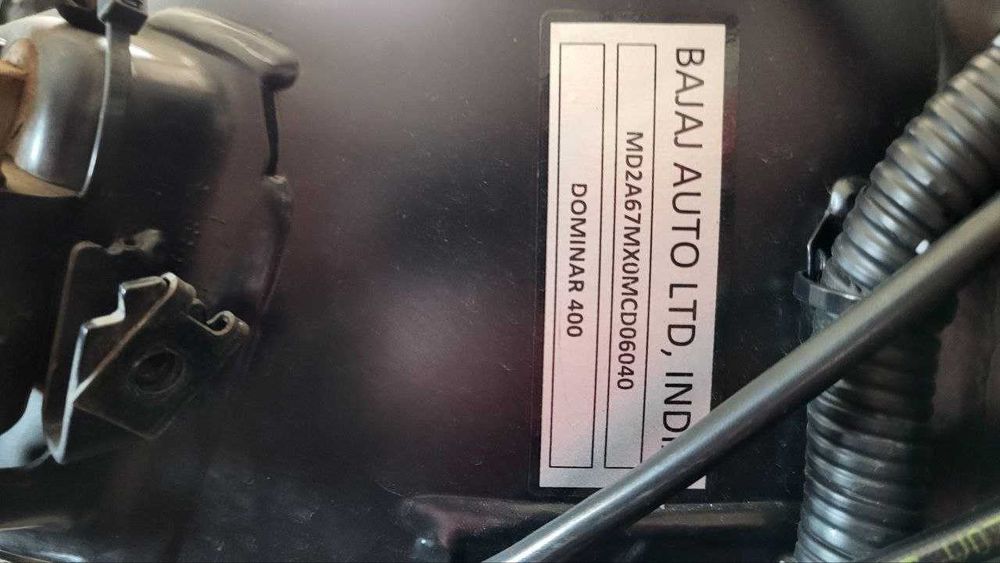 BAJAJ AUTO LTD, INDI
MD2A67MX0MCD06040
DOMINAR 400